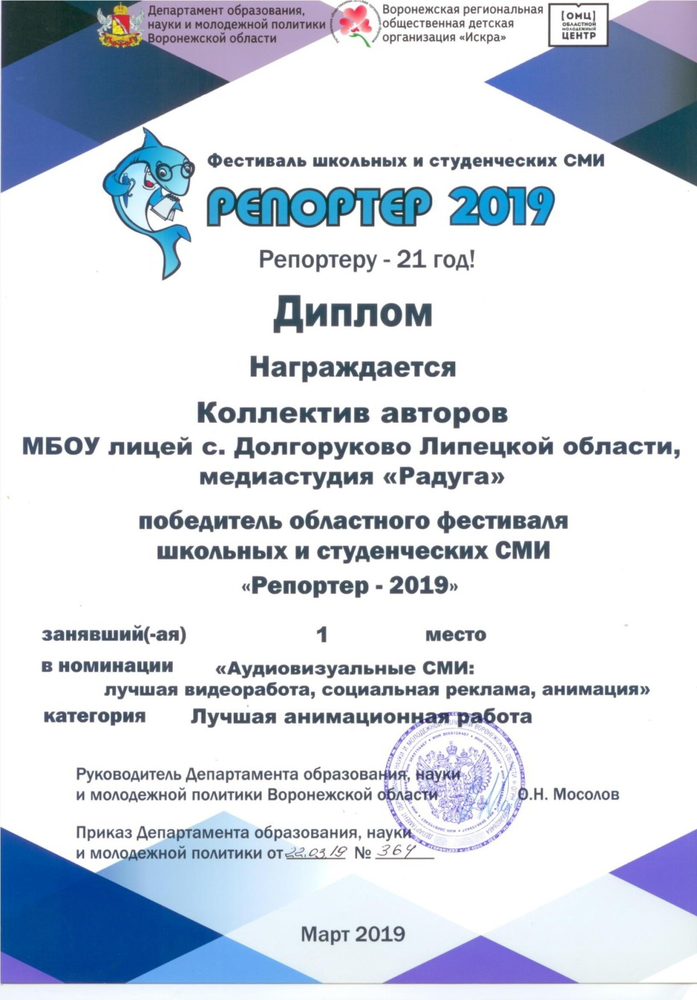 Департамент образования,
науки и молодежной политики
Воронежской области
Воронежская региональная
общественная детская
организация «Искра»
[ОМЦ]
ОБЛАСТНОЙ
МОЛОДЕЖНЫЙ
ЦЕНТР
Фестиваль школьных и студенческих СМИ
РЕПОРТЕР 2019
Репортеру - 21 год!
Диплом
Награждается
Коллектив авторов
МБОУ лицей с. Долгоруково Липецкой области,
медиастудия «Радуга»
победитель областного фестиваля
школьных и студенческих СМИ
«Репортер - 2019»
занявший(-ая) 1 место
в номинации «Аудиовизуальные СМИ:
лучшая видеоработа, социальная реклама, анимация»
категория Лучшая анимационная работа
Руководитель Департамента образования, науки
и молодежной политики Воронежской области О.Н. Мосолов
Приказ Департамента образования, науки
и молодежной политики от 22.03.19 № 364
Март 2019